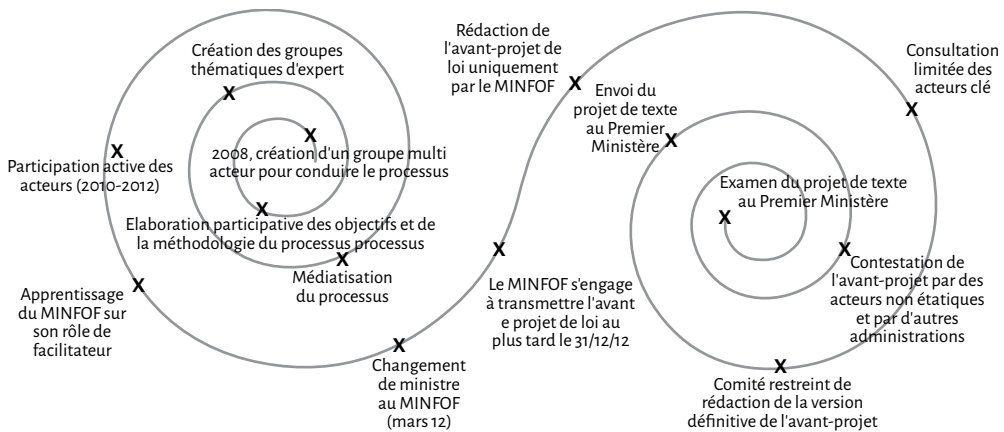 Création des groupes
thématiques d'expert
2008, création d'un groupe multi
acteur pour conduire le processus
Participation active des
acteurs (2010-2012)
Elaboration participative des objectifs et de
la méthodologie du processus processus
Médiatisation
du processus
Apprentissage
du MINFOF sur
son rôle de
facilitateur
Changement
de ministre
au MINFOF
(mars 12)
Le MINFOF s'engage
à transmettre l'avant
e projet de loi au
plus tard le 31/12/12
Rédaction de
l'avant-projet de
loi uniquement
par le MINFOF
Envoi du
projet de texte
au Premier
Ministère
Consultation
limitée des
acteurs clé
Examen du projet de texte
au Premier Ministère
Contestation de
l'avant-projet par des
acteurs non étatiques
et par d'autres
administrations
Comité restreint de
rédaction de la version
définitive de l'avant-projet